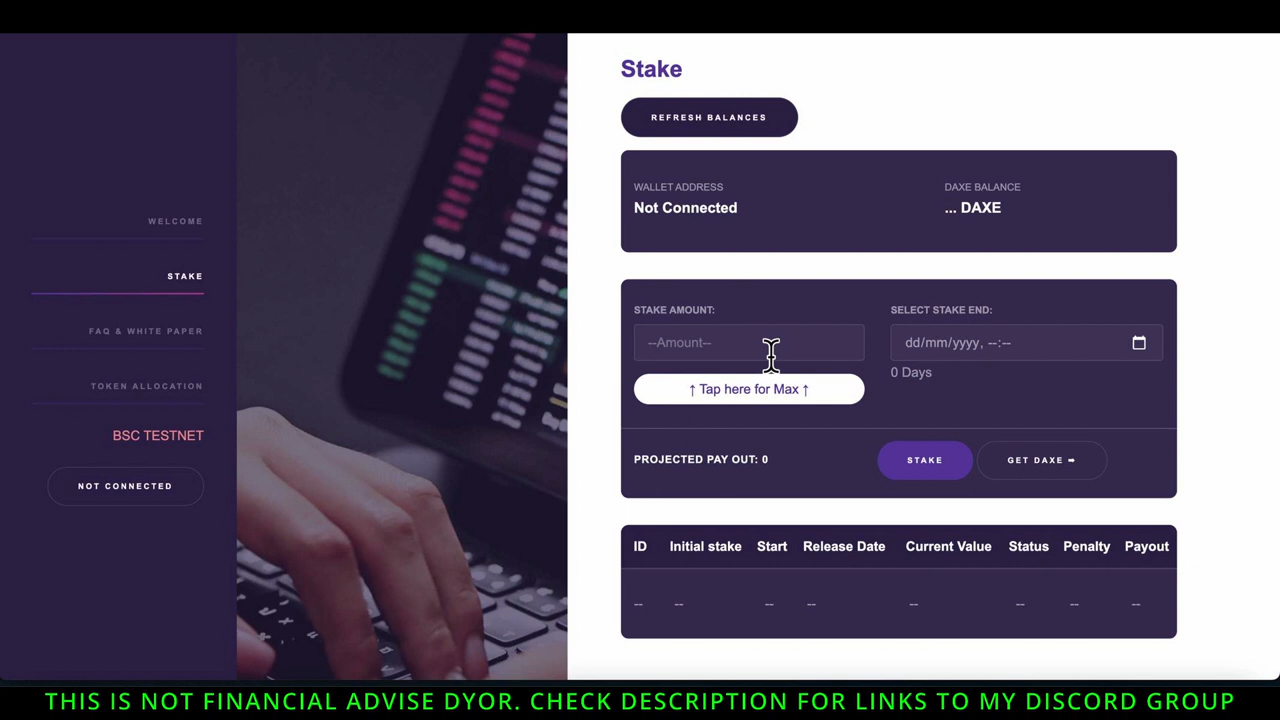 WELCOME
STAKE
FAQ & WHITE PAPER
TOKEN ALLOCATION
BSC TESTNET
NOT CONNECTED
Stake
REFRESH BALANCES
WALLET ADDRESS DAXE BALANCE
Not Connected ... DAXE
STAKE AMOUNT: SELECT STAKE END:
--Amount-- dd/mm/yyyy, --:--
0 Days
↑ Tap here for Max ↑
PROJECTED PAY OUT: 0 STAKE GET DAXE ➡
ID Initial stake Start Release Date Current Value Status Penalty Payout
-- -- -- -- -- -- -- --
THIS IS NOT FINANCIAL ADVISE DYOR. CHECK DESCRIPTION FOR LINKS TO MY DISCORD GROUP